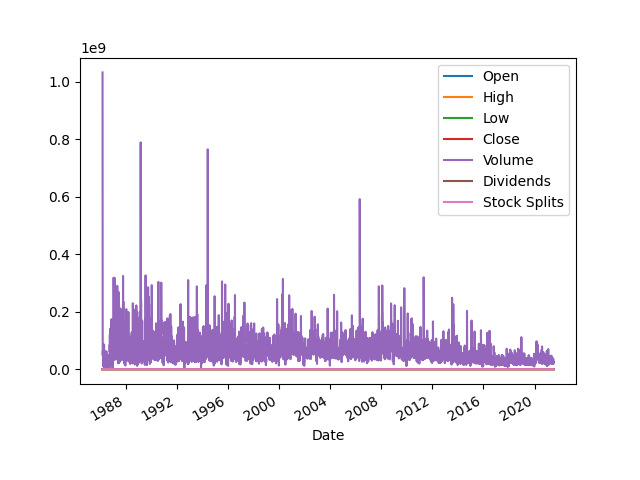 1e9
1.0
0.8
0.6
0.4
0.2
0.0
1988
1992
1996
2000
2004
2008
2012
2016
2020
Date
Open
High
Low
Close
Volume
Dividends
Stock Splits